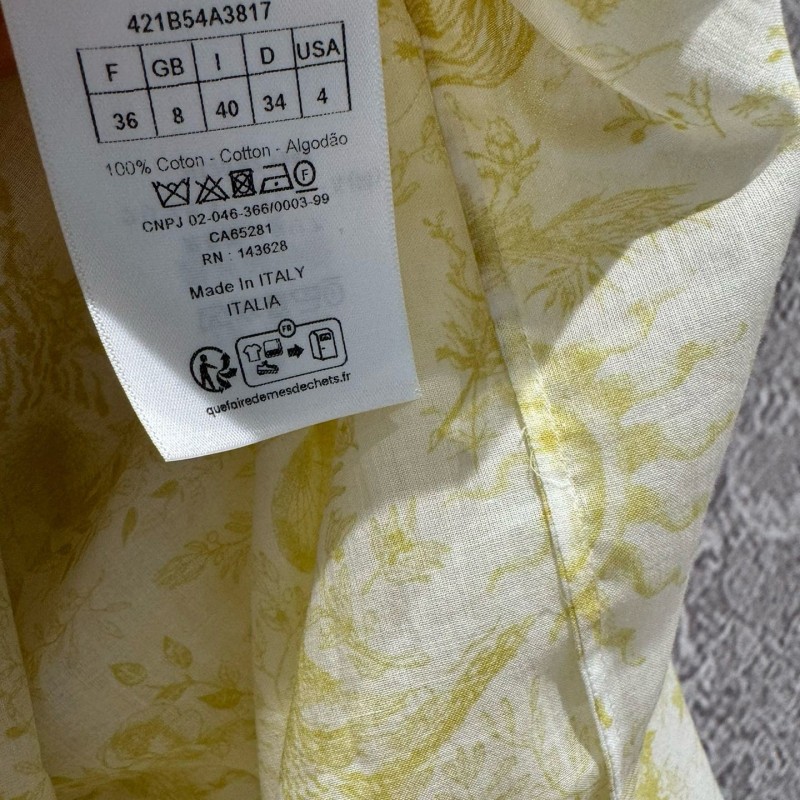 421B54A3817
F GB I D USA
36 8 40 34 4
100% Coton - Cotton - Algodão
F
CNPJ 02-046-366/0003-99
CA65281
RN : 143628
Made In ITALY
ITALIA
FR
quefairedemesdechets.fr